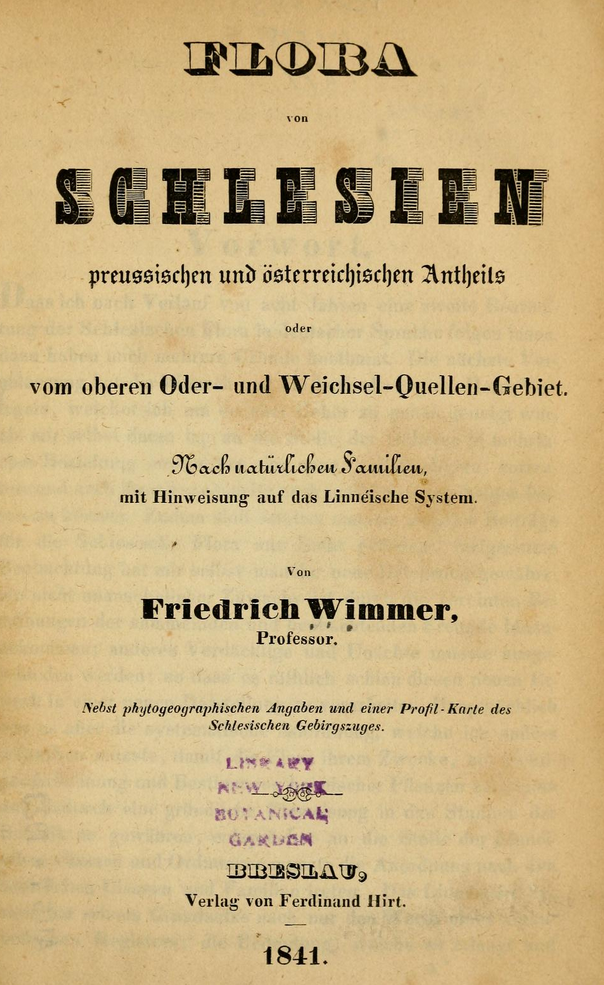 FLORA
von
SCHLESIEN
preussischen und österreichischen Antheils
oder
vom oberen Oder- und Weichsel-Quellen-Gebiet.
Nach natürlichen Familien,
mit Hinweisung auf das Linnéische System.
Von
Friedrich Wimmer,
Professor.
Nebst phytogeographischen Angaben und einer Profil-Karte des
Schlesischen Gebirgszuges.
LIBRARY
NEW YORK
BOTANICAL
GARDEN
BRESLAU,
Verlag von Ferdinand Hirt.
1841.